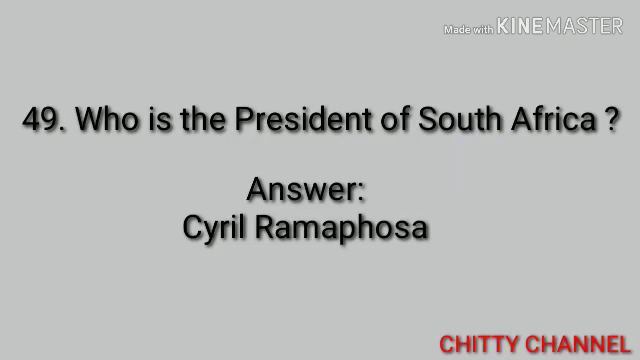 Made with KINEMASTER
49. Who is the President of South Africa ?
Answer:
Cyril Ramaphosa
CHITTY CHANNEL